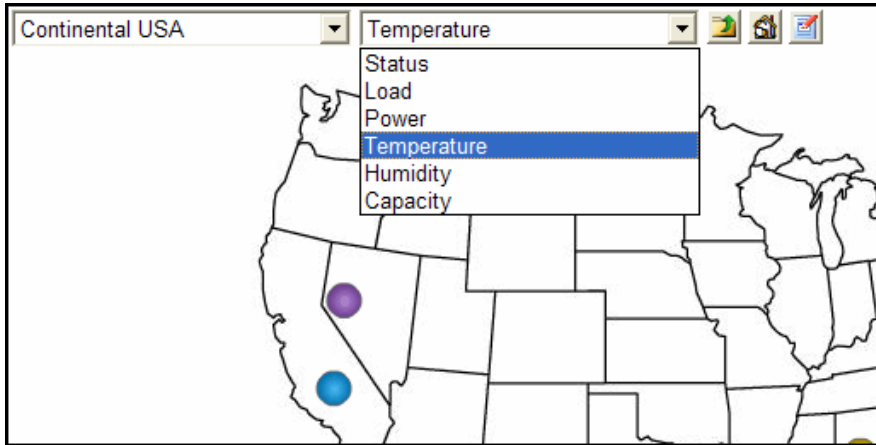 Continental USA
Temperature
Status
Load
Power
Temperature
Humidity
Capacity